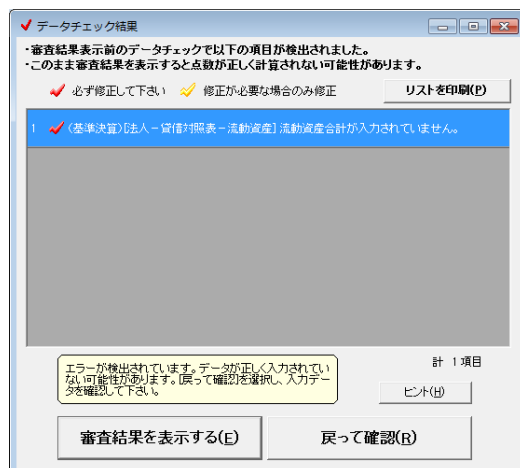 データチェック結果
・審査結果表示前のデータチェックで以下の項目が検出されました。
・このまま審査結果を表示すると点数が正しく計算されない可能性があります。
必ず修正して下さい 修正が必要な場合のみ修正 リストを印刷(P)
1 (基準決算)[法人－貸借対照表－流動資産] 流動資産合計が入力されていません。
計 1項目
エラーが検出されています。データが正しく入力されてい
ない可能性があります。[戻って確認]を選択し、入力デー
タを確認して下さい。
ヒント(H)
審査結果を表示する(E) 戻って確認(R)